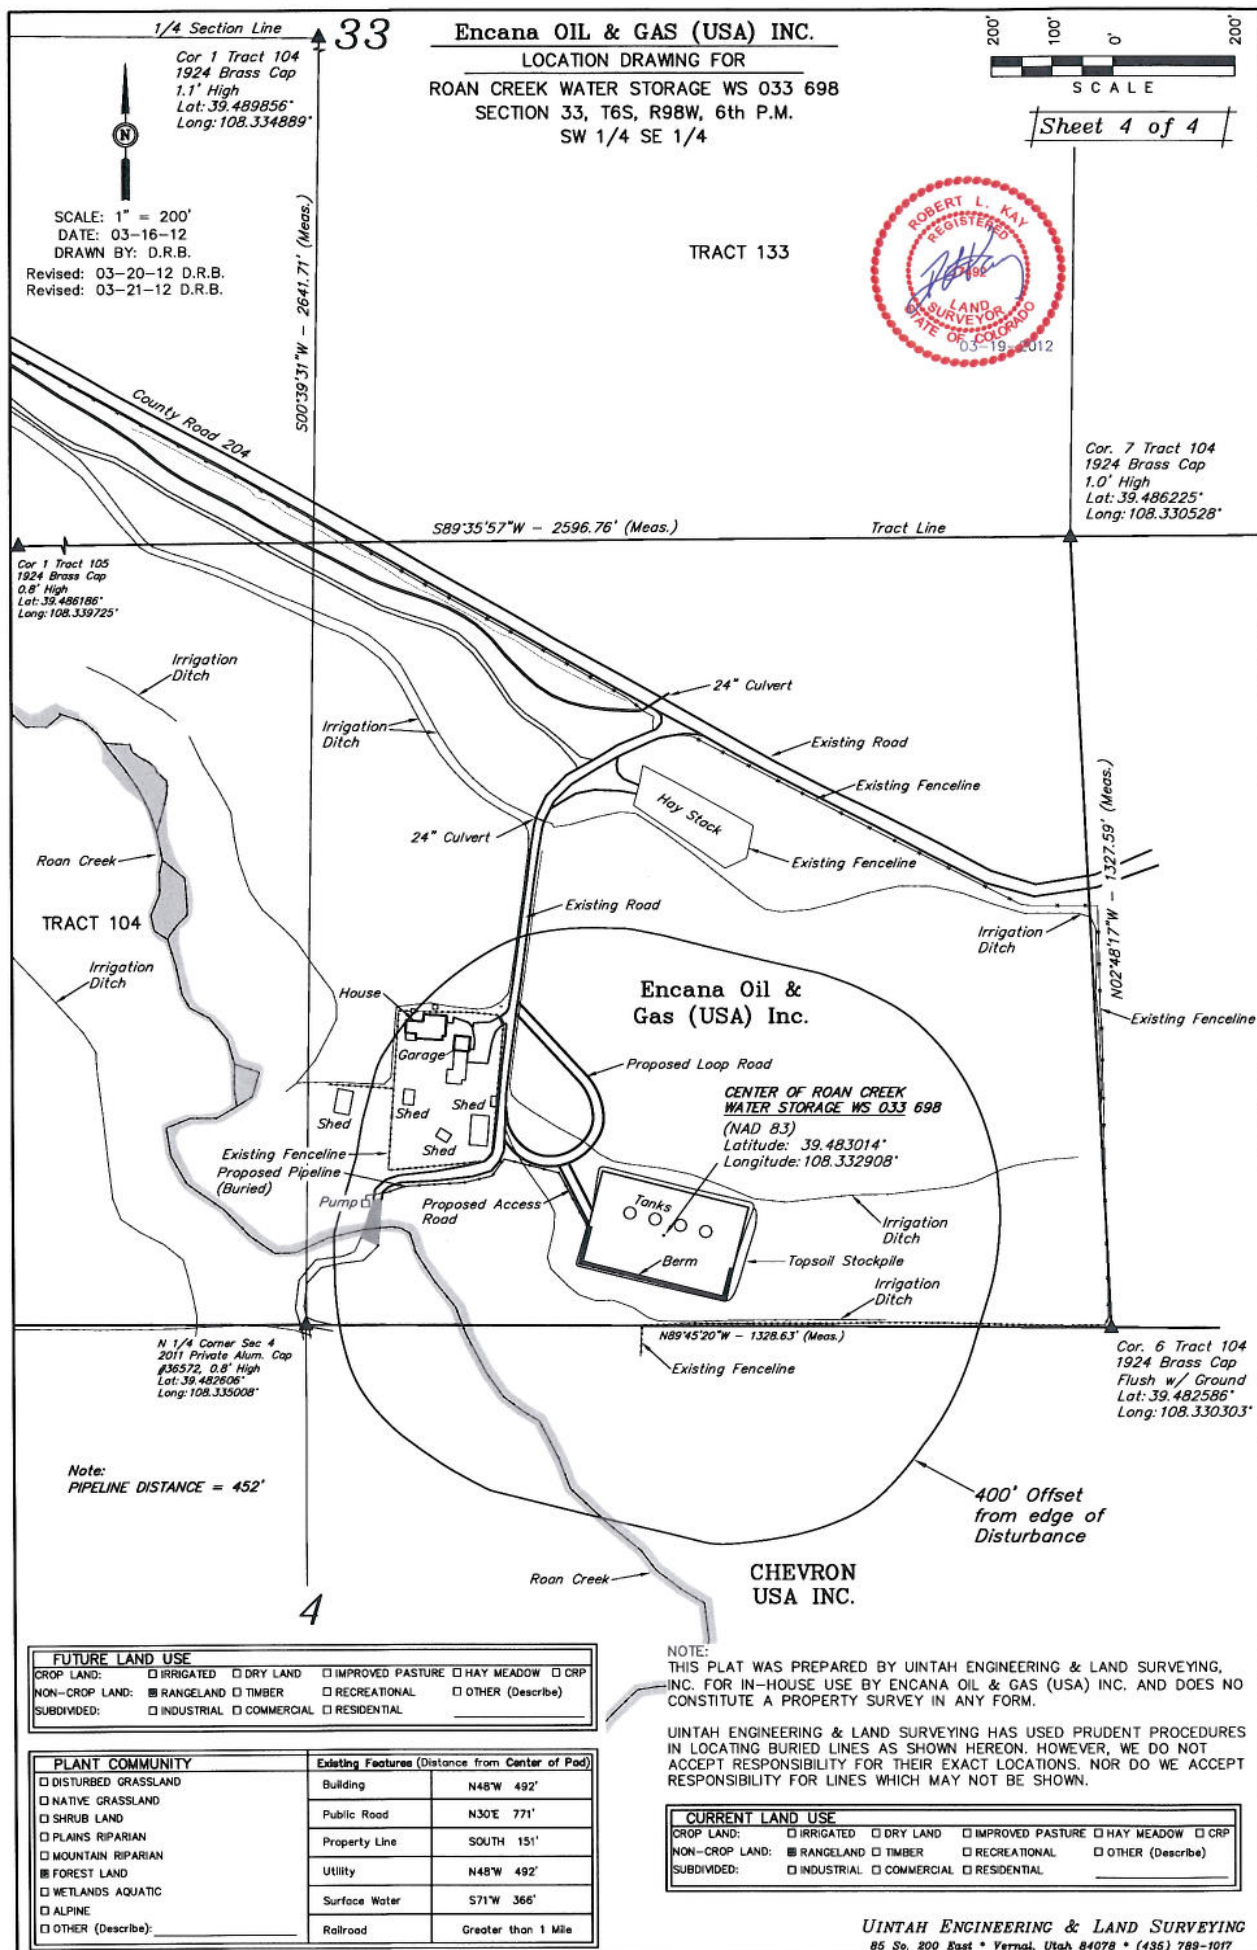 1/4 Section Line
33
Encana OIL & GAS (USA) INC.
LOCATION DRAWING FOR
ROAN CREEK WATER STORAGE WS 033 698
SECTION 33, T6S, R98W, 6th P.M.
SW 1/4 SE 1/4
200' 100' 0' 200'
SCALE
Sheet 4 of 4
Cor 1 Tract 104
1924 Brass Cap
1.1' High
Lat: 39.489856°
Long: 108.334889°
N
SCALE: 1" = 200'
DATE: 03-16-12
DRAWN BY: D.R.B.
Revised: 03-20-12 D.R.B.
Revised: 03-21-12 D.R.B.
S00°39'31"W - 2641.71' (Meas.)
TRACT 133
ROBERT L. KAY
REGISTERED
LAND
SURVEYOR
STATE OF COLORADO
03-19-2012
County Road 204
Cor. 7 Tract 104
1924 Brass Cap
1.0' High
Lat: 39.486225°
Long: 108.330528°
S89°35'57"W - 2596.76' (Meas.)
Tract Line
Cor 1 Tract 105
1924 Brass Cap
0.8' High
Lat: 39.486186°
Long: 108.339725°
Irrigation
Ditch
24" Culvert
Irrigation
Ditch
Existing Road
Existing Fenceline
Hay Stack
N02°48'17"W - 1327.59' (Meas.)
24" Culvert
Existing Fenceline
Roan Creek
Existing Road
TRACT 104
Irrigation
Ditch
Irrigation
Ditch
Encana Oil &
Gas (USA) Inc.
House
Existing Fenceline
Garage
Proposed Loop Road
CENTER OF ROAN CREEK
WATER STORAGE WS 033 698
(NAD 83)
Latitude: 39.483014°
Longitude: 108.332908°
Shed
Shed
Shed
Shed
Existing Fenceline
Proposed Pipeline
(Buried)
Pump
Proposed Access
Road
Tanks
Irrigation
Ditch
Berm
Topsoil Stockpile
Irrigation
Ditch
N 1/4 Corner Sec 4
2011 Private Alum. Cap
#36572, 0.8' High
Lat: 39.482606°
Long: 108.335008°
N89°45'20"W - 1328.63' (Meas.)
Existing Fenceline
Cor. 6 Tract 104
1924 Brass Cap
Flush w/ Ground
Lat: 39.482586°
Long: 108.330303°
Note:
PIPELINE DISTANCE = 452'
400' Offset
from edge of
Disturbance
Roan Creek
CHEVRON
USA INC.
4
FUTURE LAND USE
CROP LAND: IRRIGATED DRY LAND IMPROVED PASTURE HAY MEADOW CRP
NON-CROP LAND: RANGELAND TIMBER RECREATIONAL OTHER (Describe)
SUBDIVIDED: INDUSTRIAL COMMERCIAL RESIDENTIAL
NOTE:
THIS PLAT WAS PREPARED BY UINTAH ENGINEERING & LAND SURVEYING,
INC. FOR IN-HOUSE USE BY ENCANA OIL & GAS (USA) INC. AND DOES NO
CONSTITUTE A PROPERTY SURVEY IN ANY FORM.
UINTAH ENGINEERING & LAND SURVEYING HAS USED PRUDENT PROCEDURES
IN LOCATING BURIED LINES AS SHOWN HEREON. HOWEVER, WE DO NOT
ACCEPT RESPONSIBILITY FOR THEIR EXACT LOCATIONS. NOR DO WE ACCEPT
RESPONSIBILITY FOR LINES WHICH MAY NOT BE SHOWN.
PLANT COMMUNITY
DISTURBED GRASSLAND
NATIVE GRASSLAND
SHRUB LAND
PLAINS RIPARIAN
MOUNTAIN RIPARIAN
FOREST LAND
WETLANDS AQUATIC
ALPINE
OTHER (Describe):
Existing Features (Distance from Center of Pad)
Building N48°W 492'
Public Road N30°E 771'
Property Line SOUTH 151'
Utility N48°W 492'
Surface Water S71°W 366'
Railroad Greater than 1 Mile
CURRENT LAND USE
CROP LAND: IRRIGATED DRY LAND IMPROVED PASTURE HAY MEADOW CRP
NON-CROP LAND: RANGELAND TIMBER RECREATIONAL OTHER (Describe)
SUBDIVIDED: INDUSTRIAL COMMERCIAL RESIDENTIAL
UINTAH ENGINEERING & LAND SURVEYING
85 So. 200 East * Vernal, Utah 84078 * (435) 789-1017